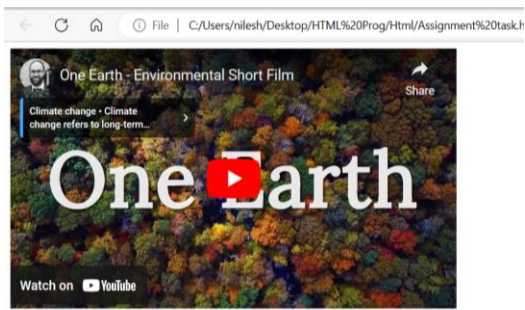 File | C:/Users/nilesh/Desktop/HTML%20Prog/Html/Assignment%20task.h
One Earth - Environmental Short Film
Share
Climate change • Climate
change refers to long-term...
One Earth
Watch on YouTube